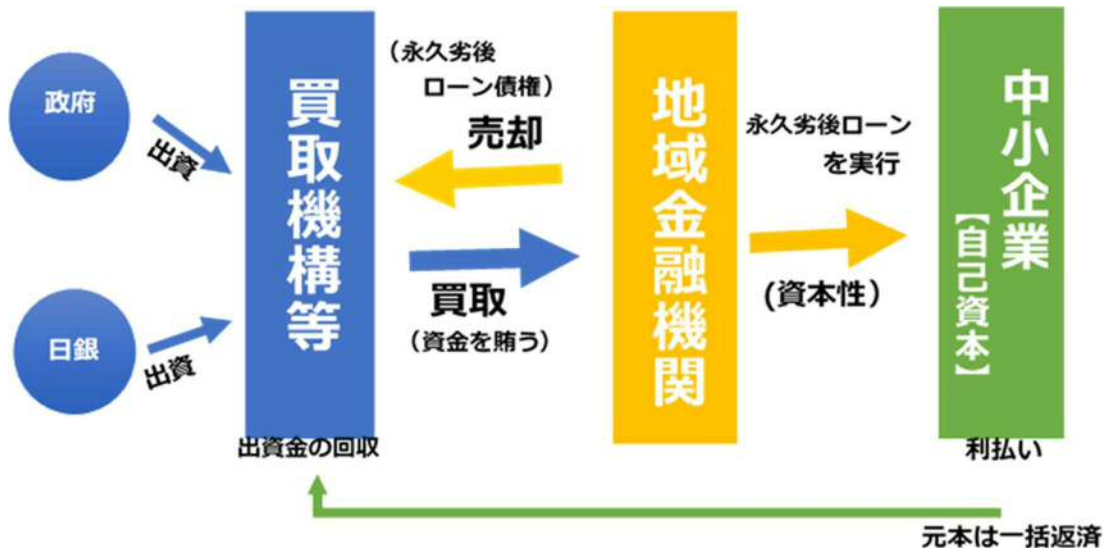 政府
出資
日銀
出資
買取機構等
出資金の回収
（永久劣後
ローン債権）
売却
買取
（資金を賄う）
地域金融機関
永久劣後ローン
を実行
(資本性）
中小企業
【自己資本】
利払い
元本は一括返済